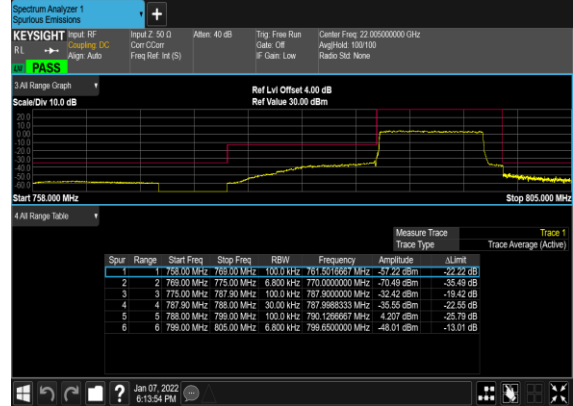 Spectrum Analyzer 1
Spurious Emissions
KEYSIGHT Input: RF Input Z: 50 Ω Atten: 40 dB Trig: Free Run Center Freq: 22.005000000 GHz
RL Coupling: DC Corr CCorr Gate: Off Avg|Hold: 100/100
Align: Auto Freq Ref: Int (S) IF Gain: Low Radio Std: None
LU PASS
3 All Range Graph
Ref Lvl Offset 4.00 dB
Scale/Div 10.0 dB Ref Value 30.00 dBm
20.0
10.0
0.00
-10.0
-20.0
-30.0
-40.0
-50.0
-60.0
Start 758.000 MHz Stop 805.000 MHz
4 All Range Table
Measure Trace Trace 1
Trace Type Trace Average (Active)
Spur Range Start Freq Stop Freq RBW Frequency Amplitude ΔLimit
1 1 758.00 MHz 769.00 MHz 100.0 kHz 761.5016667 MHz -57.22 dBm -22.22 dB
2 2 769.00 MHz 775.00 MHz 6.800 kHz 770.0000000 MHz -70.49 dBm -35.49 dB
3 3 775.00 MHz 787.90 MHz 100.0 kHz 787.9000000 MHz -32.42 dBm -19.42 dB
4 4 787.90 MHz 788.00 MHz 30.00 kHz 787.9988333 MHz -35.55 dBm -22.55 dB
5 5 788.00 MHz 799.00 MHz 100.0 kHz 790.1266667 MHz 4.207 dBm -25.79 dB
6 6 799.00 MHz 805.00 MHz 6.800 kHz 799.6500000 MHz -48.01 dBm -13.01 dB
Jan 07, 2022
6:13:54 PM